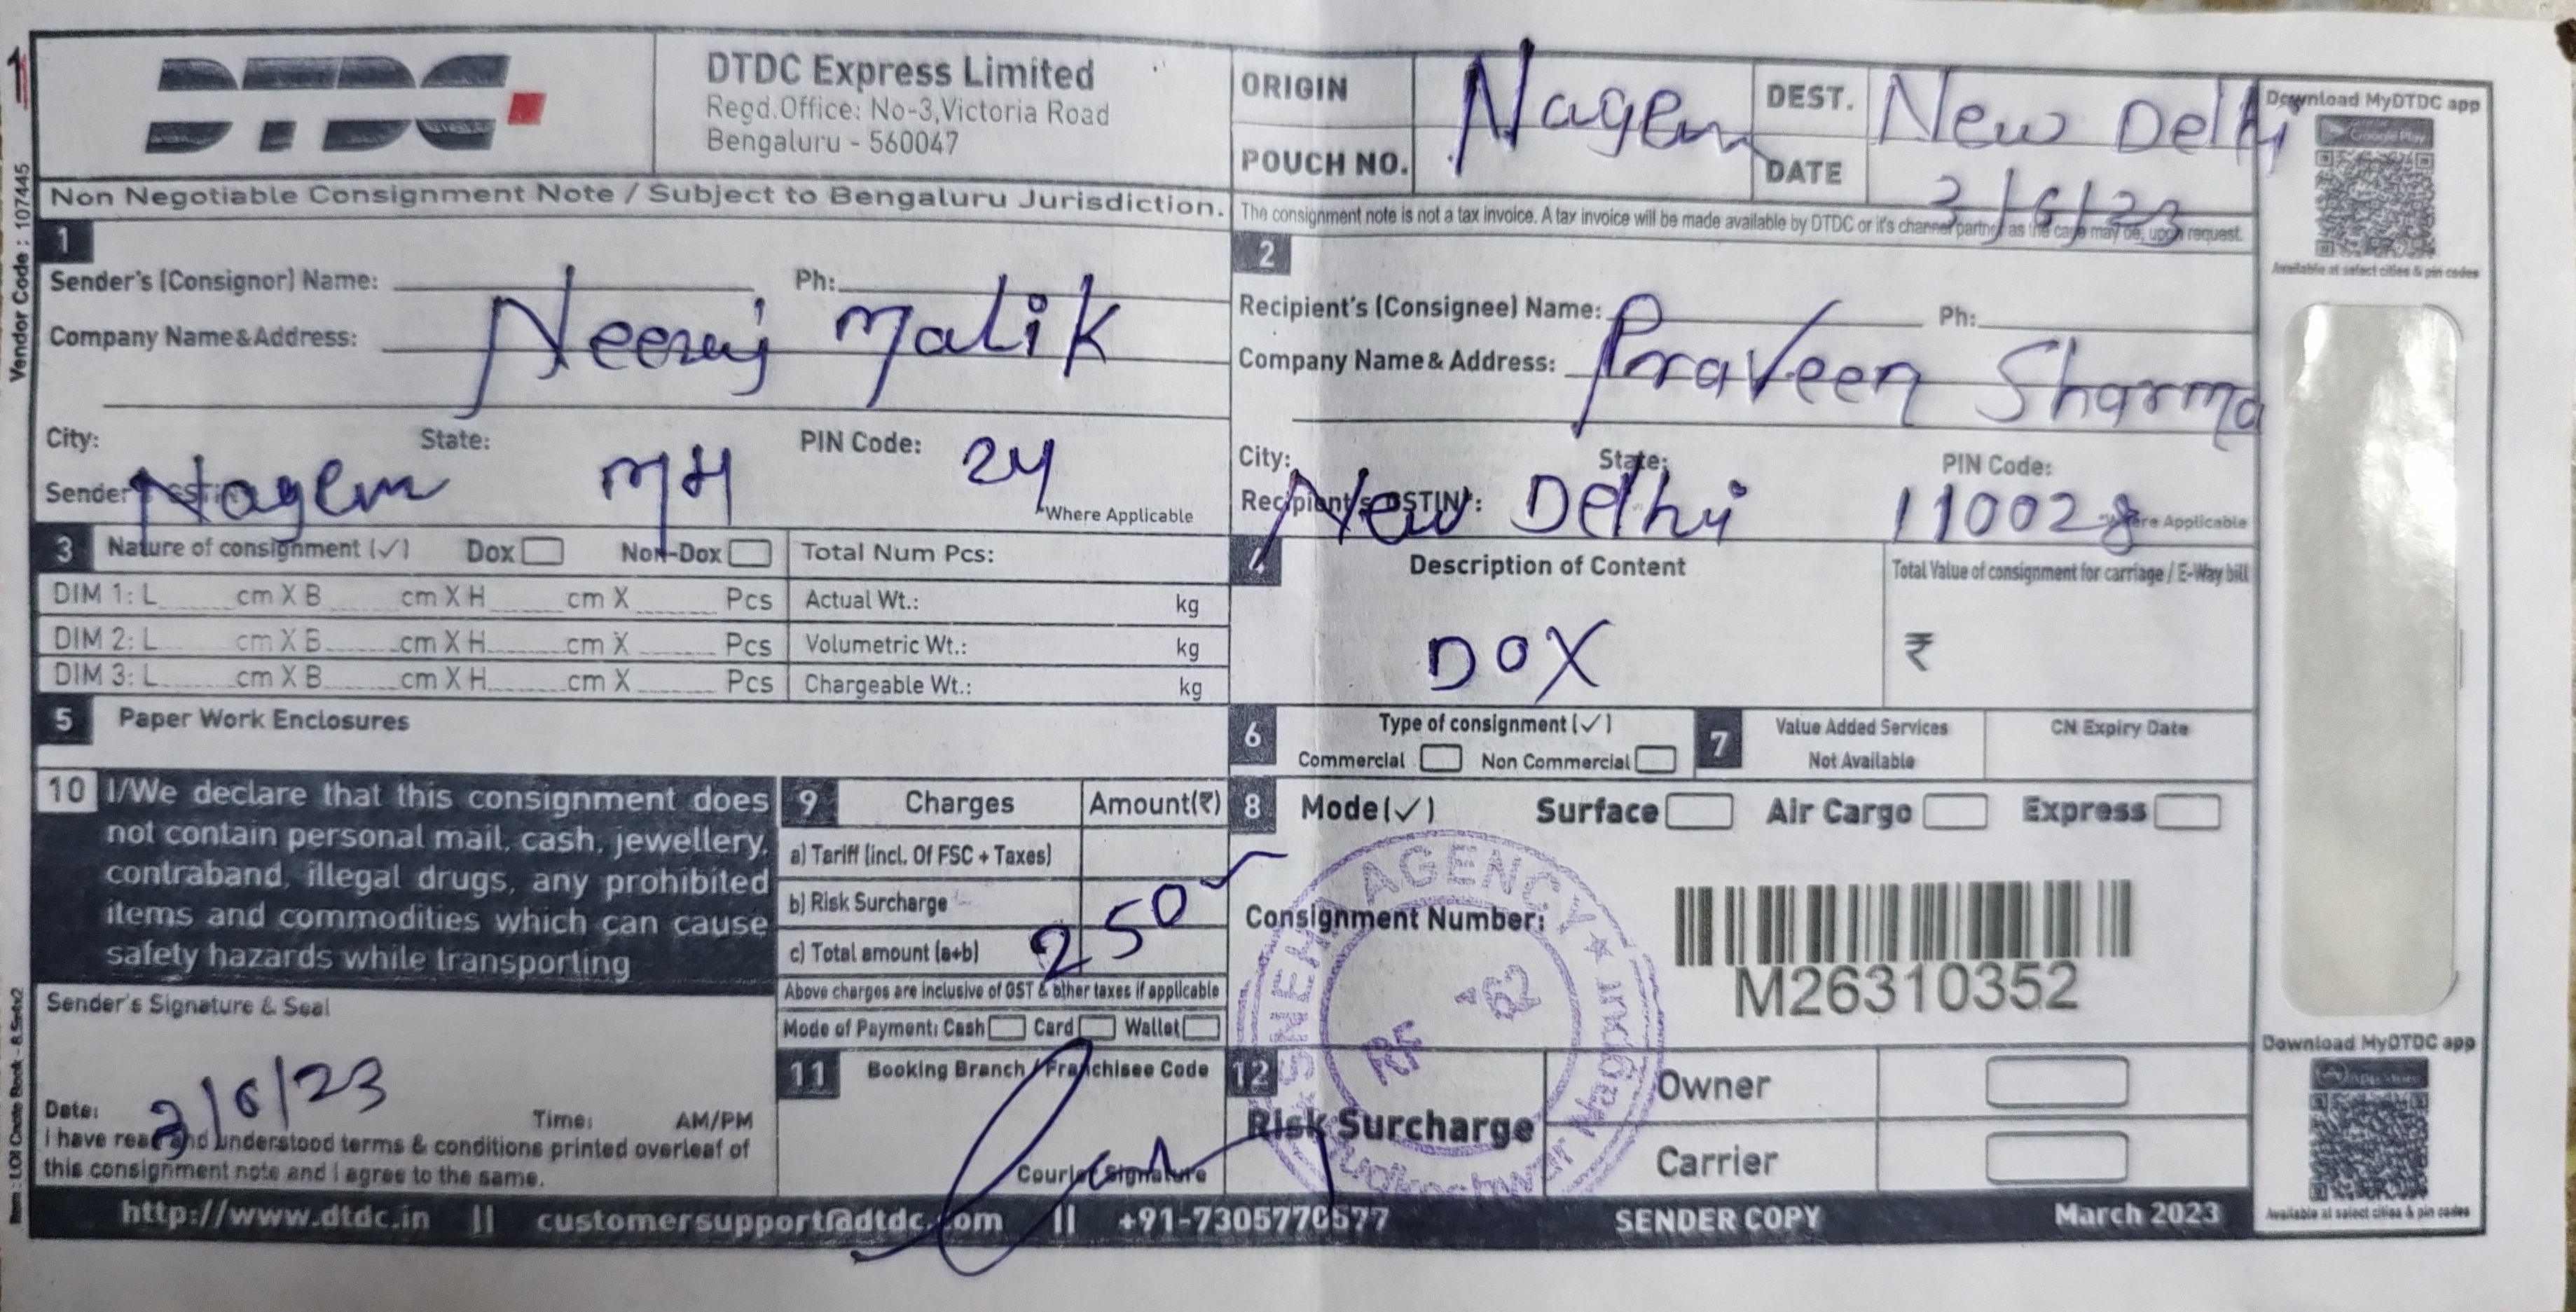 1
Vendor Code : 1074445
DTDC.
DTDC Express Limited
Regd.Office: No-3,Victoria Road
Bengaluru - 560047
ORIGIN
POUCH NO.
DEST. New Delhi
DATE 2/6/23
Download MyDTDC app
Google Play
Available at select cities & pin codes
Non Negotiable Consignment Note / Subject to Bengaluru Jurisdiction.
The consignment note is not a tax invoice. A tax invoice will be made available by DTDC or it's channel partner as the case may be, upon request.
1
Sender's (Consignor) Name: Ph:
Company Name&Address: Neeraj Malik
City: State: PIN Code: 24
MH
Where Applicable
2
Recipient's (Consignee) Name: Ph:
Company Name & Address: Praveen Sharma
City: State: PIN Code:
Recipient's GSTIN*: New Delhi 110028
Where Applicable
3 Nature of consignment (✓) Dox Non-Dox Total Num Pcs:
DIM 1: L cm X B cm X H cm X Pcs Actual Wt.: kg
DIM 2: L cm X B cm X H cm X Pcs Volumetric Wt.: kg
DIM 3: L cm X B cm X H cm X Pcs Chargeable Wt.: kg
4 Description of Content
DOX
Total Value of consignment for carriage / E-Way bill
₹
5 Paper Work Enclosures
6 Type of consignment (✓)
Commercial Non Commercial
7 Value Added Services
Not Available
CN Expiry Date
10 I/We declare that this consignment does
not contain personal mail, cash, jewellery,
contraband, illegal drugs, any prohibited
items and commodities which can cause
safety hazards while transporting
9 Charges Amount(₹)
a) Tariff (incl. Of FSC + Taxes)
b) Risk Surcharge
c) Total amount (a+b) 250
Above charges are inclusive of GST & other taxes if applicable
Mode of Payment: Cash Card Wallet
8 Mode(✓) Surface Air Cargo Express
Consignment Number:
M26310352
SNEHA AGENCY
RF -62
Nagpur
Sender's Signature & Seal
Date: 2/6/23 Time: AM/PM
I have read and understood terms & conditions printed overleaf of
this consignment note and I agree to the same.
11 Booking Branch / Franchisee Code
Courier Signature
12
Risk Surcharge
Owner
Carrier
Download MyDTDC app
Available at select cities & pin codes
http://www.dtdc.in || customersupport@dtdc.com || +91-7305770577 SENDER COPY March 2023